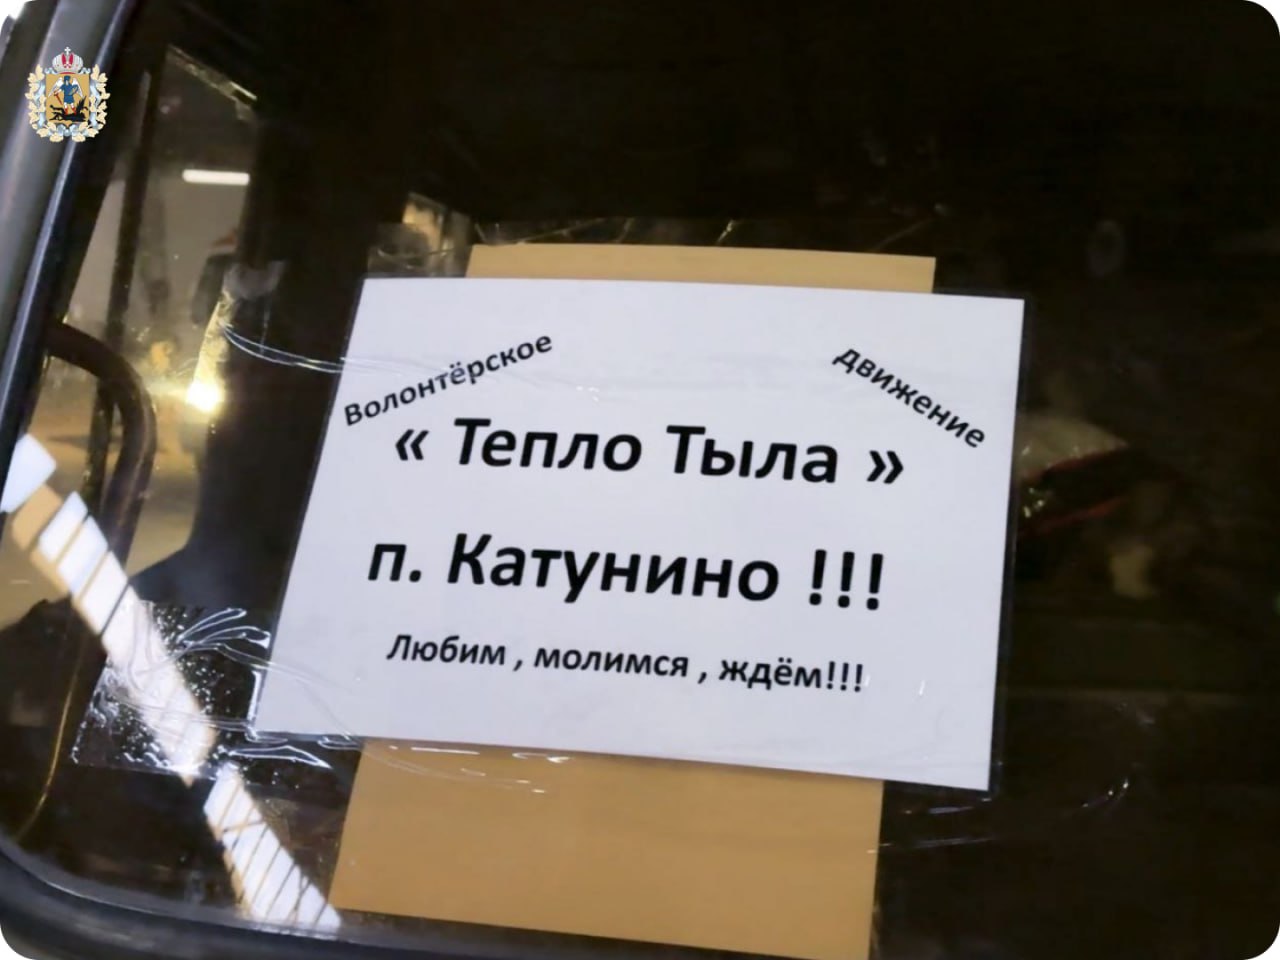 Волонтёрское движение
« Тепло Тыла »
п. Катунино !!!
Любим , молимся , ждём!!!